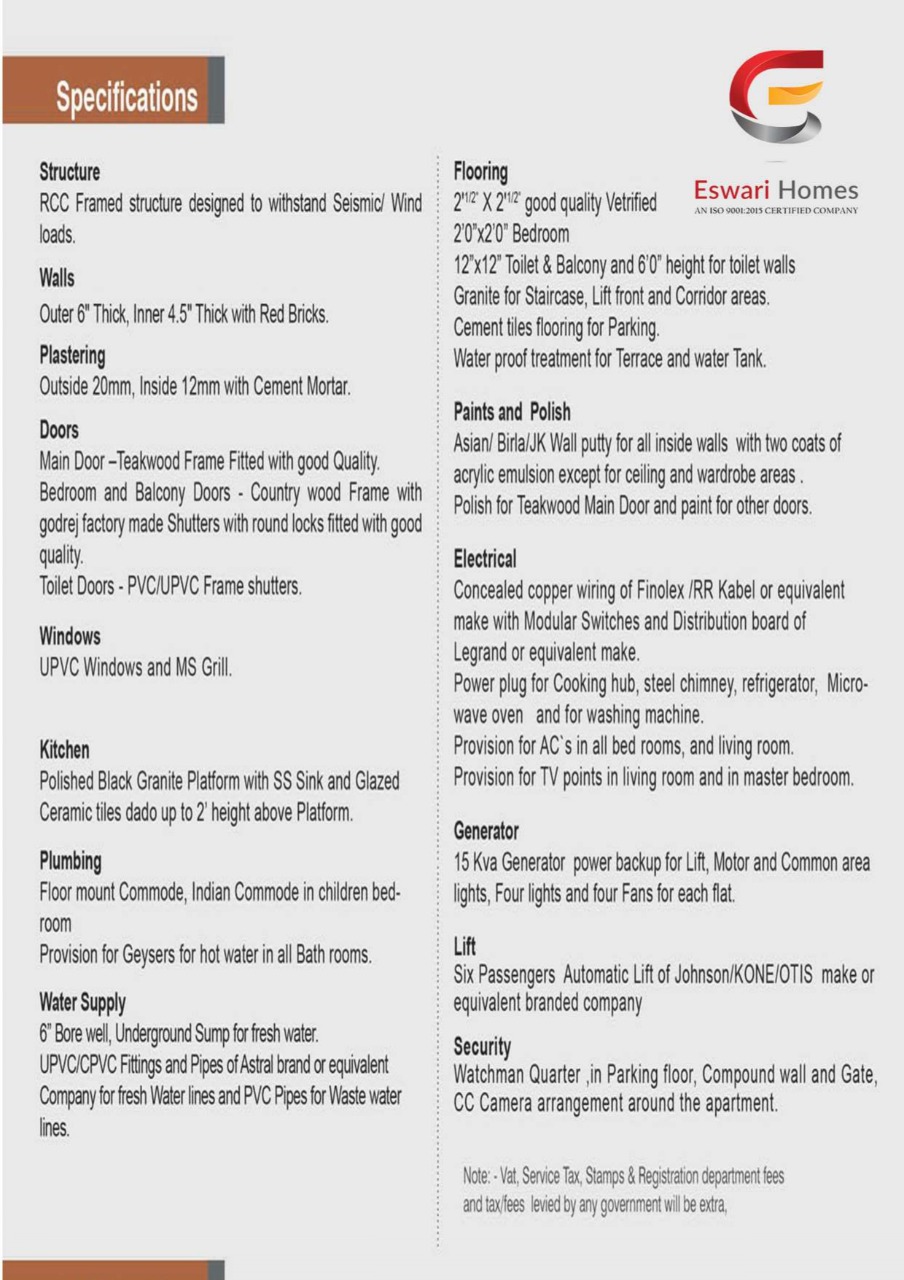 Specifications
Eswari Homes
AN ISO 9001:2015 CERTIFIED COMPANY
Structure
RCC Framed structure designed to withstand Seismic/ Wind
loads.
Walls
Outer 6" Thick, Inner 4.5" Thick with Red Bricks.
Plastering
Outside 20mm, Inside 12mm with Cement Mortar.
Doors
Main Door –Teakwood Frame Fitted with good Quality.
Bedroom and Balcony Doors - Country wood Frame with
godrej factory made Shutters with round locks fitted with good
quality.
Toilet Doors - PVC/UPVC Frame shutters.
Windows
UPVC Windows and MS Grill.
Kitchen
Polished Black Granite Platform with SS Sink and Glazed
Ceramic tiles dado up to 2' height above Platform.
Plumbing
Floor mount Commode, Indian Commode in children bed-
room
Provision for Geysers for hot water in all Bath rooms.
Water Supply
6” Bore well, Underground Sump for fresh water.
UPVC/CPVC Fittings and Pipes of Astral brand or equivalent
Company for fresh Water lines and PVC Pipes for Waste water
lines.
Flooring
2'1/2" X 2'1/2" good quality Vetrified
2’0”x2’0” Bedroom
12”x12” Toilet & Balcony and 6’0” height for toilet walls
Granite for Staircase, Lift front and Corridor areas.
Cement tiles flooring for Parking.
Water proof treatment for Terrace and water Tank.
Paints and Polish
Asian/ Birla/JK Wall putty for all inside walls with two coats of
acrylic emulsion except for ceiling and wardrobe areas .
Polish for Teakwood Main Door and paint for other doors.
Electrical
Concealed copper wiring of Finolex /RR Kabel or equivalent
make with Modular Switches and Distribution board of
Legrand or equivalent make.
Power plug for Cooking hub, steel chimney, refrigerator, Micro-
wave oven and for washing machine.
Provision for AC`s in all bed rooms, and living room.
Provision for TV points in living room and in master bedroom.
Generator
15 Kva Generator power backup for Lift, Motor and Common area
lights, Four lights and four Fans for each flat.
Lift
Six Passengers Automatic Lift of Johnson/KONE/OTIS make or
equivalent branded company
Security
Watchman Quarter ,in Parking floor, Compound wall and Gate,
CC Camera arrangement around the apartment.
Note: - Vat, Service Tax, Stamps & Registration department fees
and tax/fees levied by any government will be extra,